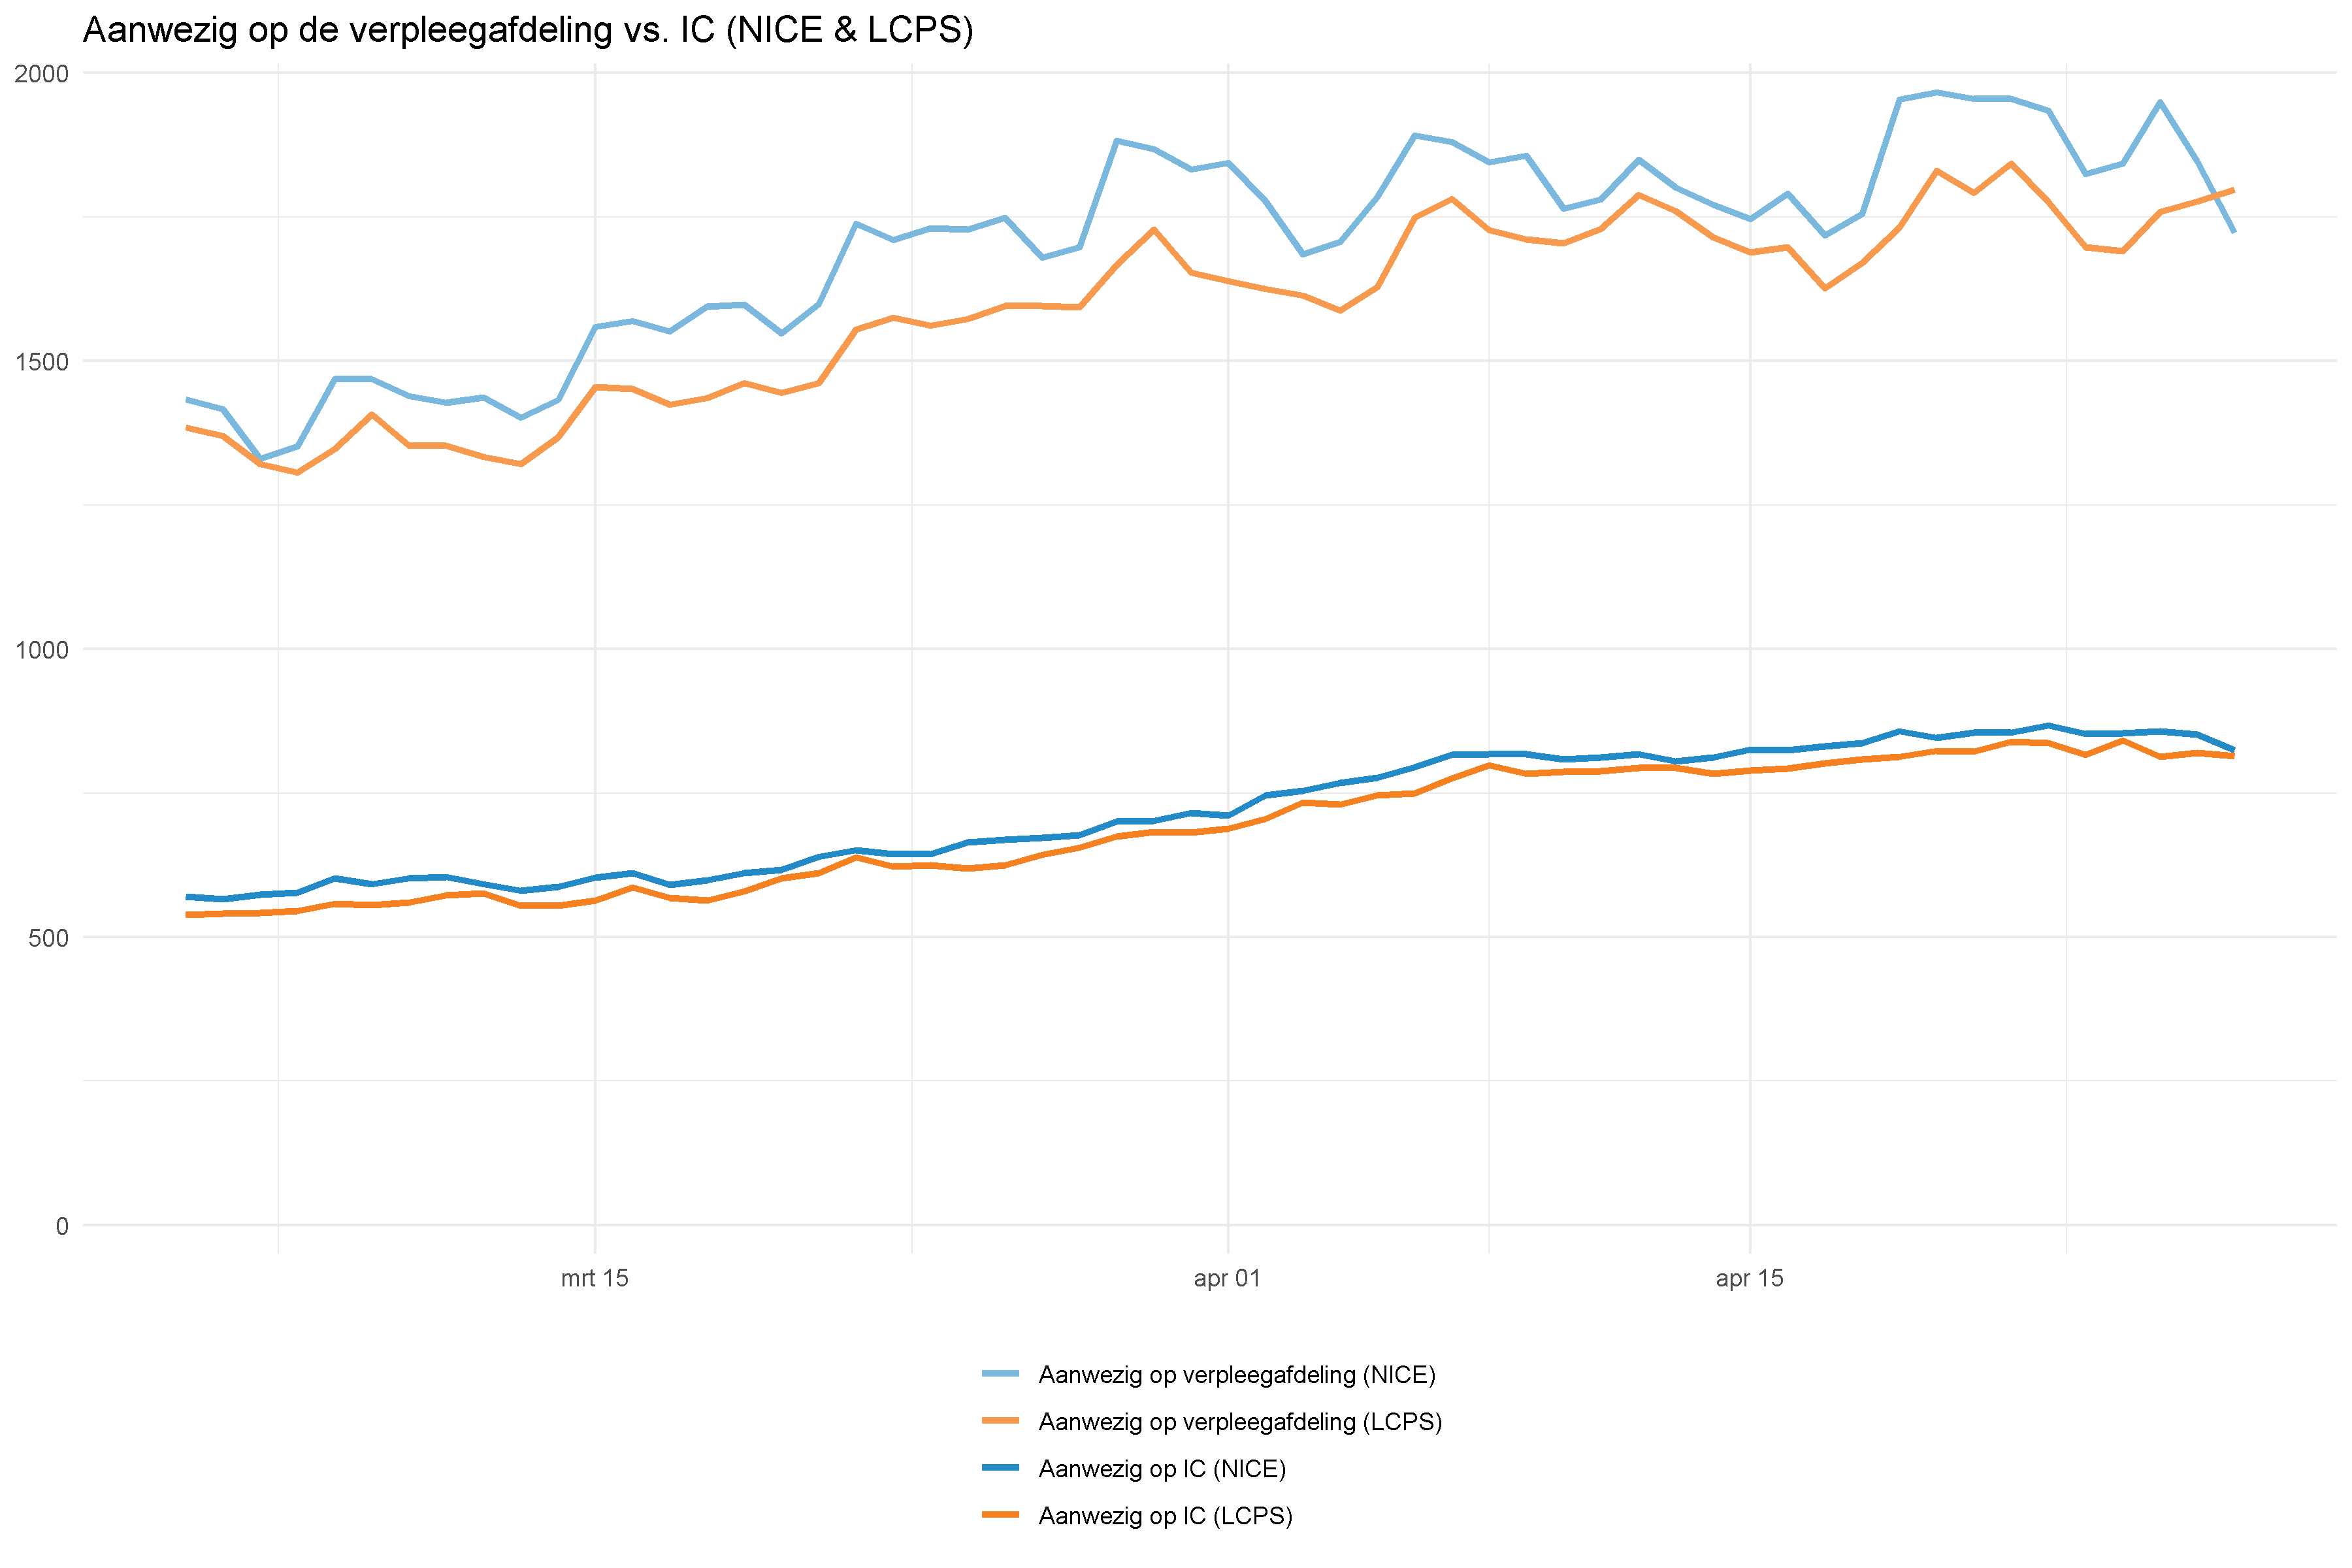 Aanwezig op de verpleegafdeling vs. IC (NICE & LCPS)
2000
1500
1000
500
0
mrt 15
apr 01
apr 15
Aanwezig op verpleegafdeling (NICE)
Aanwezig op verpleegafdeling (LCPS)
Aanwezig op IC (NICE)
Aanwezig op IC (LCPS)